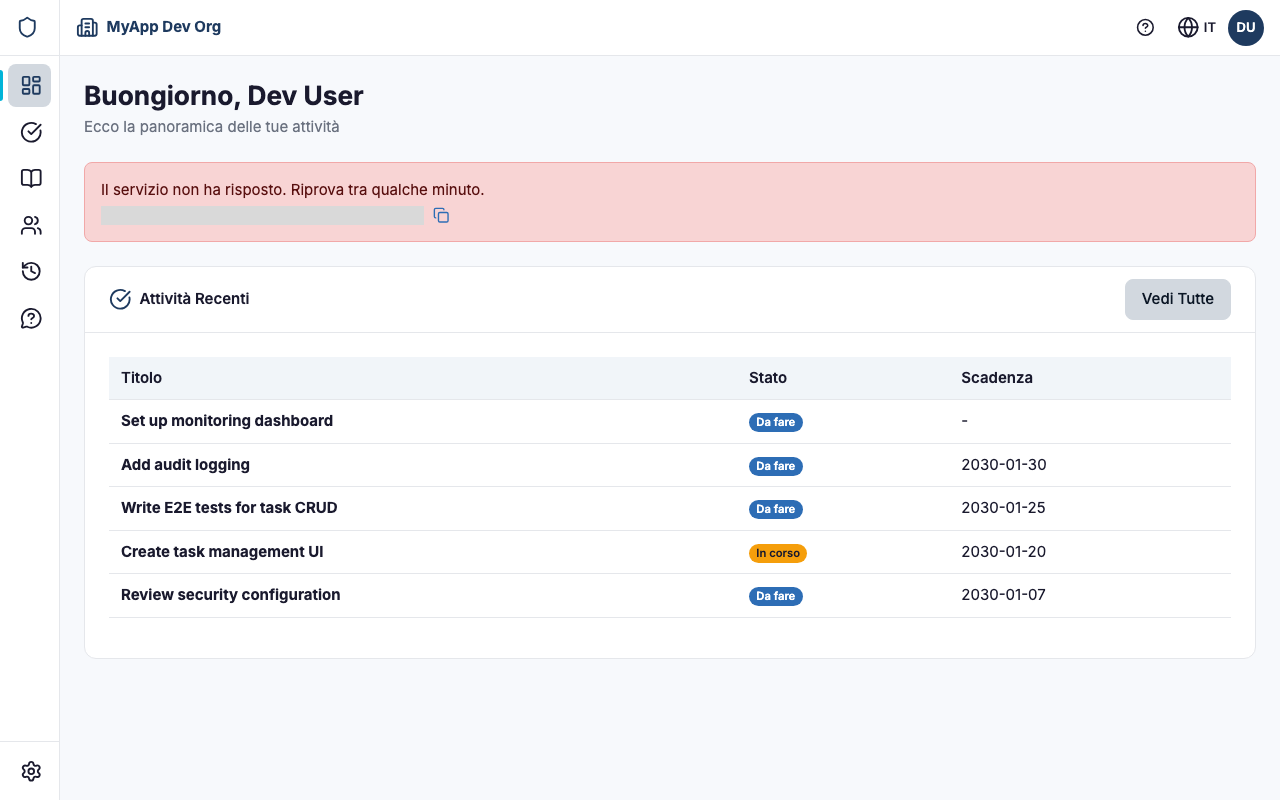 MyApp Dev Org
IT
DU
Buongiorno, Dev User
Ecco la panoramica delle tue attività
Il servizio non ha risposto. Riprova tra qualche minuto.
Attività Recenti
Vedi Tutte
Titolo Stato Scadenza
Set up monitoring dashboard Da fare -
Add audit logging Da fare 2030-01-30
Write E2E tests for task CRUD Da fare 2030-01-25
Create task management UI In corso 2030-01-20
Review security configuration Da fare 2030-01-07